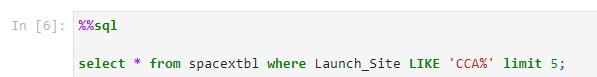 In [6]: %%sql
select * from spacextbl where Launch_Site LIKE 'CCA%' limit 5;